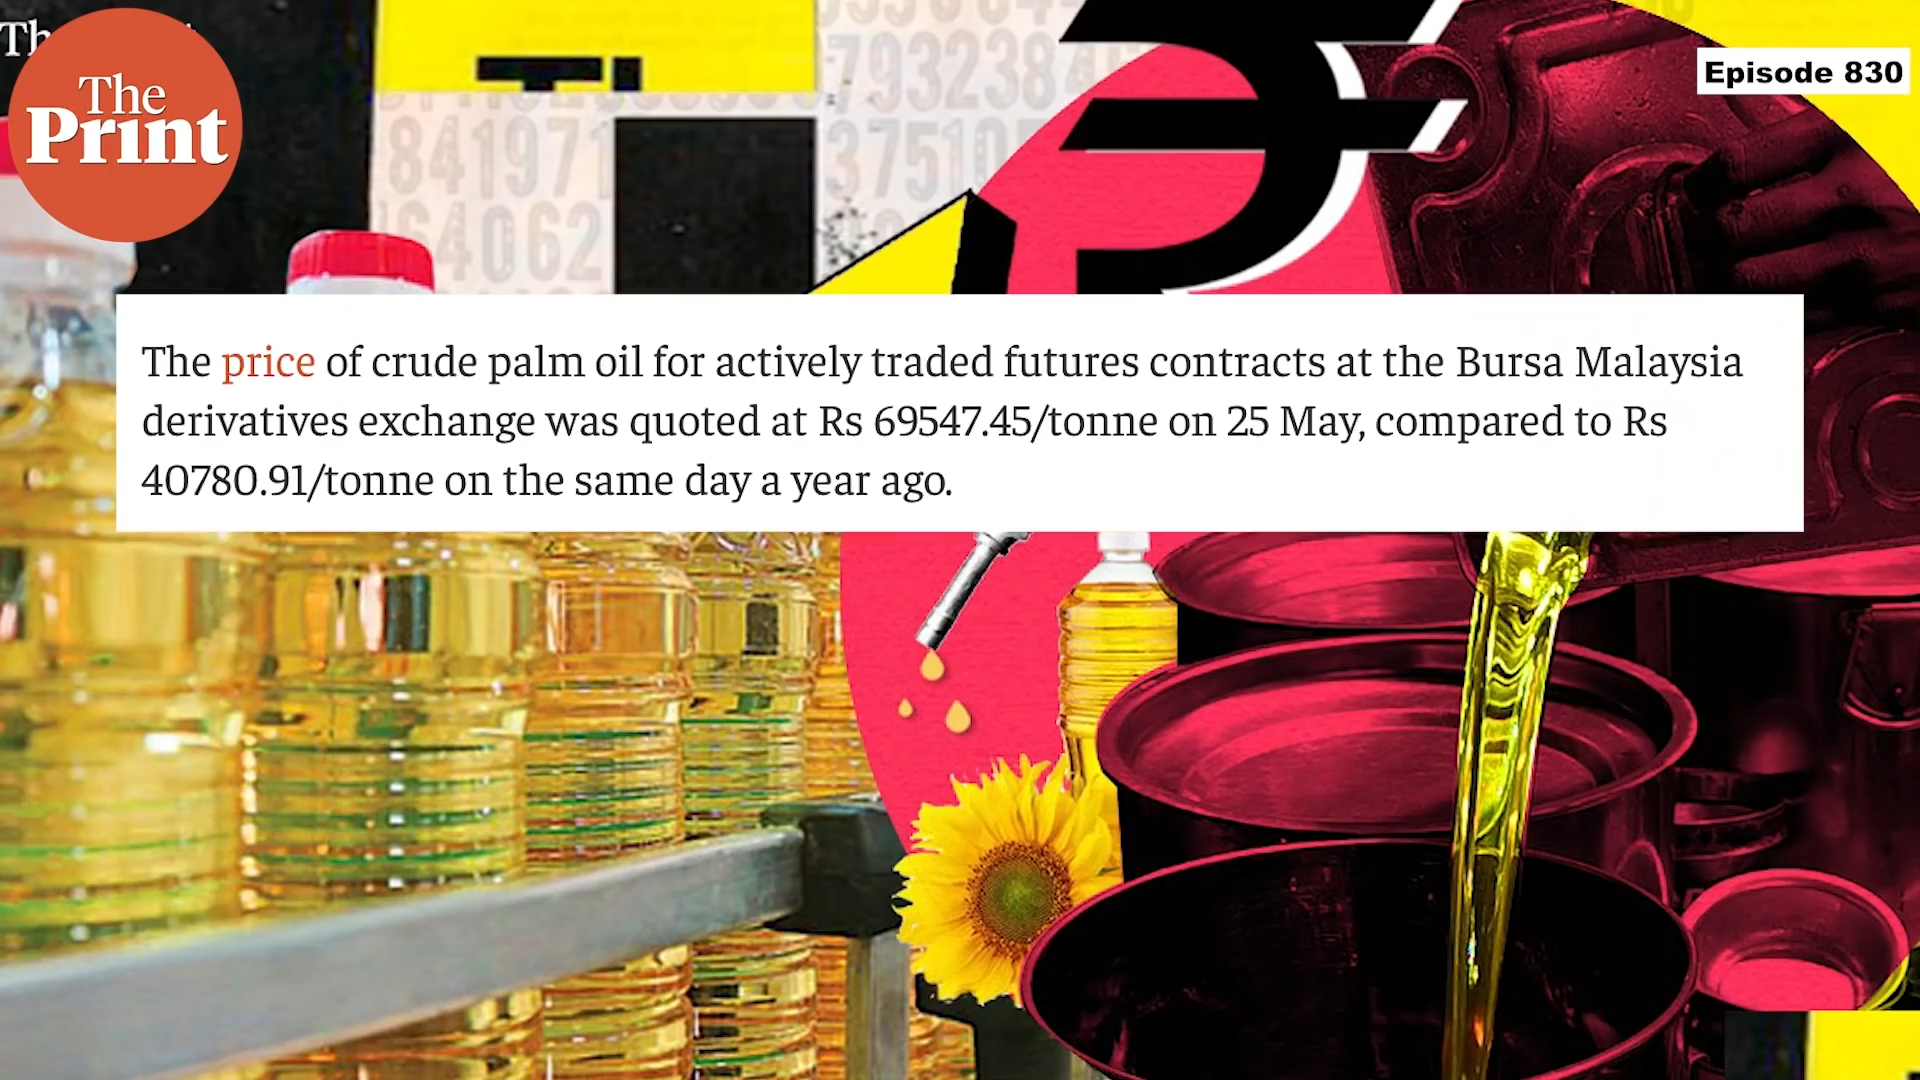 The
Print
Episode 830
The price of crude palm oil for actively traded futures contracts at the Bursa Malaysia
derivatives exchange was quoted at Rs 69547.45/tonne on 25 May, compared to Rs
40780.91/tonne on the same day a year ago.